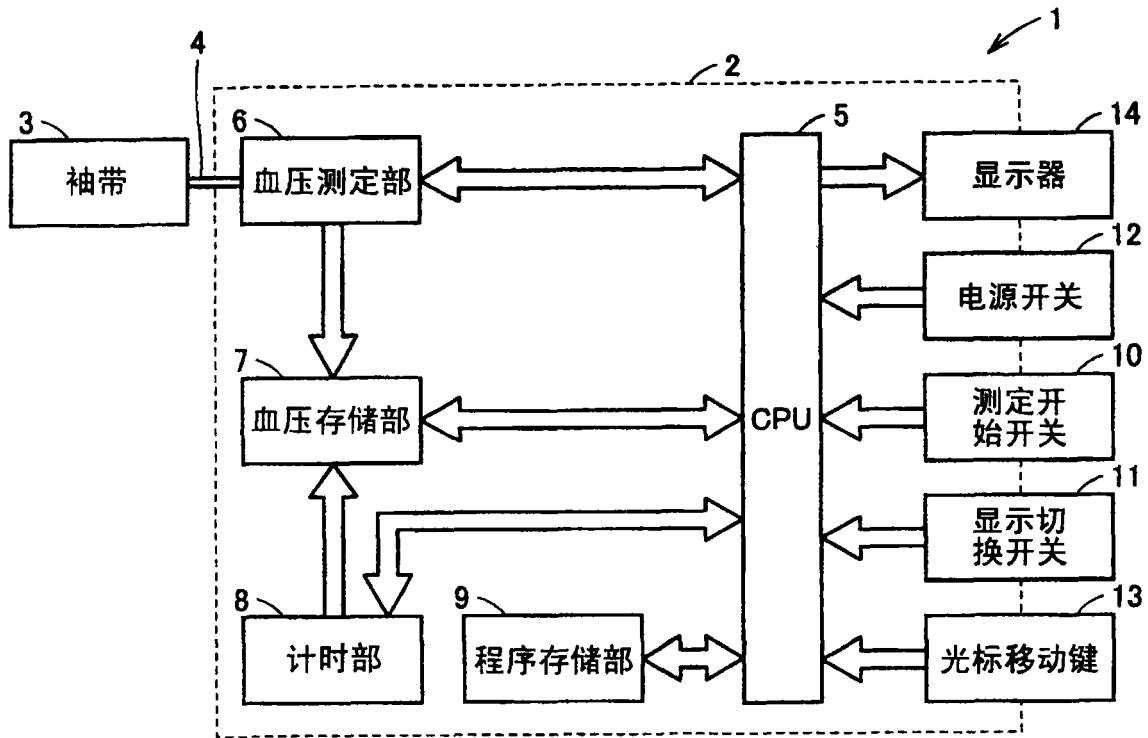 1
4
2
3
袖带
6
血压测定部
5
CPU
14
显示器
12
电源开关
7
血压存储部
10
测定开
始开关
11
显示切
换开关
8
计时部
9
程序存储部
13
光标移动键